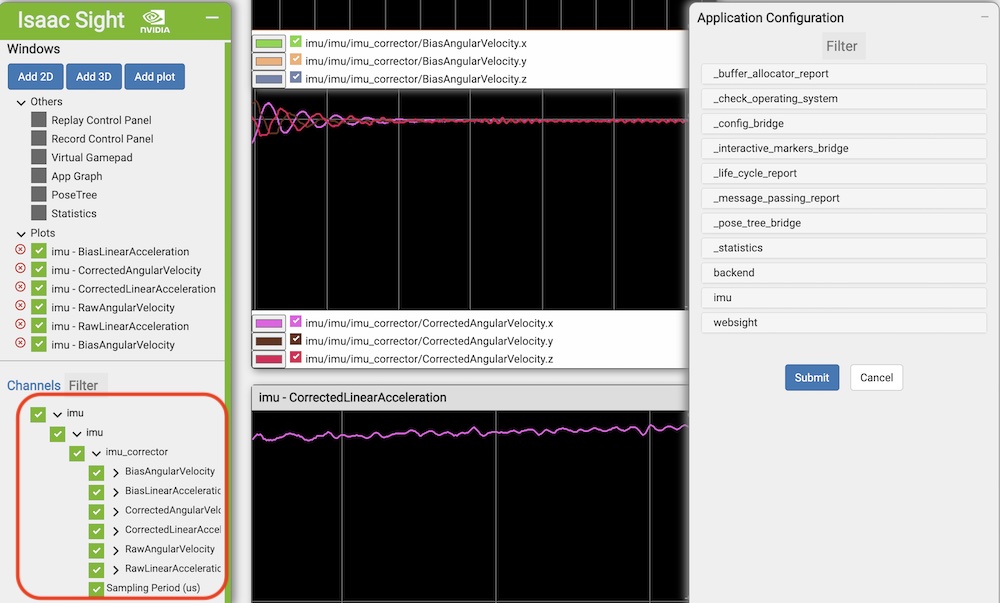 Isaac Sight
NVIDIA
Windows
Add 2D
Add 3D
Add plot
Others
Replay Control Panel
Record Control Panel
Virtual Gamepad
App Graph
PoseTree
Statistics
Plots
imu - BiasLinearAcceleration
imu - CorrectedAngularVelocity
imu - CorrectedLinearAcceleration
imu - RawAngularVelocity
imu - RawLinearAcceleration
imu - BiasAngularVelocity
Channels Filter
imu
imu
imu_corrector
BiasAngularVelocity
BiasLinearAcceleratic
CorrectedAngularVelo
CorrectedLinearAccel
RawAngularVelocity
RawLinearAcceleratic
Sampling Period (us)
imu/imu/imu_corrector/BiasAngularVelocity.x
imu/imu/imu_corrector/BiasAngularVelocity.y
imu/imu/imu_corrector/BiasAngularVelocity.z
imu/imu/imu_corrector/CorrectedAngularVelocity.x
imu/imu/imu_corrector/CorrectedAngularVelocity.y
imu/imu/imu_corrector/CorrectedAngularVelocity.z
imu - CorrectedLinearAcceleration
Application Configuration
Filter
_buffer_allocator_report
_check_operating_system
_config_bridge
_interactive_markers_bridge
_life_cycle_report
_message_passing_report
_pose_tree_bridge
_statistics
backend
imu
websight
Submit
Cancel